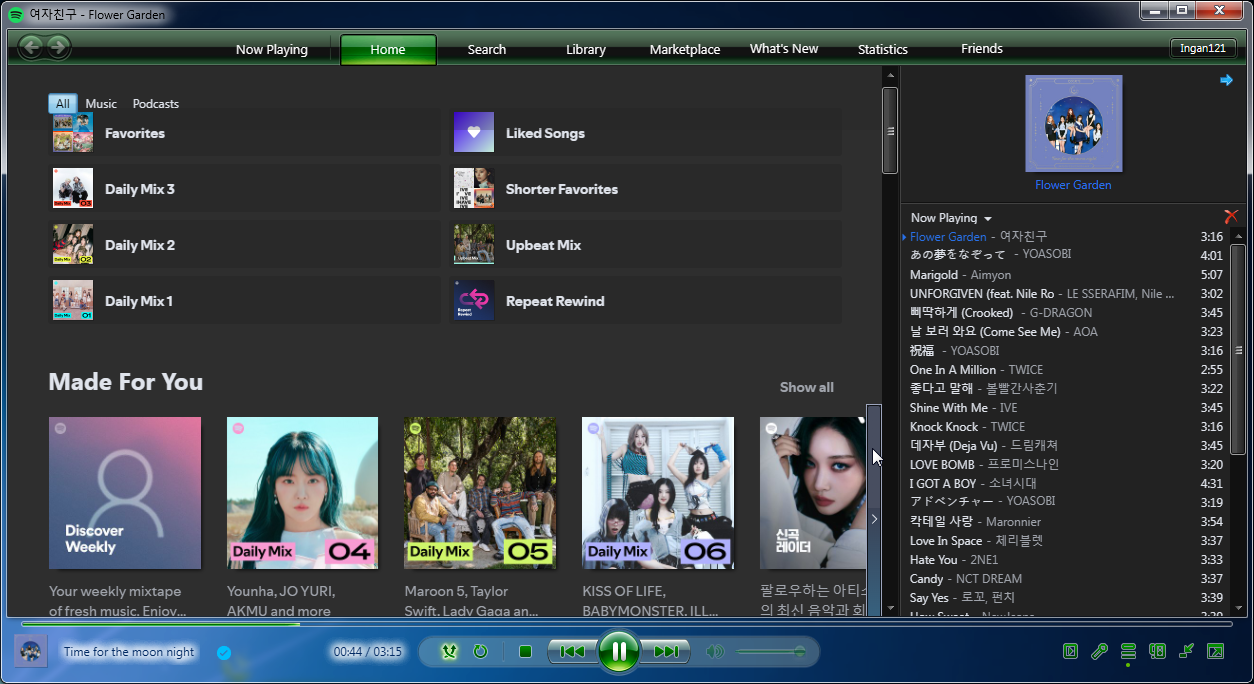 여자친구 - Flower Garden
Now Playing
Home
Search
Library
Marketplace
What's New
Statistics
Friends
Ingan121
All
Music
Podcasts
Favorites
Liked Songs
Daily Mix 3
Shorter Favorites
Daily Mix 2
Upbeat Mix
Daily Mix 1
Repeat Rewind
Made For You
Show all
Discover
Weekly
Daily Mix 04
Daily Mix 05
Daily Mix 06
신곡
레이더
Your weekly mixtape
of fresh music. Enjoy...
Younha, JO YURI,
AKMU and more
Maroon 5, Taylor
Swift, Lady Gaga an...
KISS OF LIFE,
BABYMONSTER, ILL...
팔로우하는 아티스
의 최신 음악과 회
Flower Garden
Now Playing
Flower Garden - 여자친구 3:16
あの夢をなぞって - YOASOBI 4:01
Marigold - Aimyon 5:07
UNFORGIVEN (feat. Nile Ro - LE SSERAFIM, Nile ... 3:02
삐딱하게 (Crooked) - G-DRAGON 3:45
날 보러 와요 (Come See Me) - AOA 3:23
祝福 - YOASOBI 3:16
One In A Million - TWICE 2:55
좋다고 말해 - 볼빨간사춘기 3:22
Shine With Me - IVE 3:45
Knock Knock - TWICE 3:16
데자부 (Deja Vu) - 드림캐쳐 3:45
LOVE BOMB - 프로미스나인 3:20
I GOT A BOY - 소녀시대 4:31
アドベンチャー - YOASOBI 3:19
칵테일 사랑 - Maronnier 3:54
Love In Space - 체리블렛 3:37
Hate You - 2NE1 3:33
Candy - NCT DREAM 3:37
Say Yes - 로꼬, 펀치 3:39
How Sweet - NewJeans
Time for the moon night
00:44 / 03:15